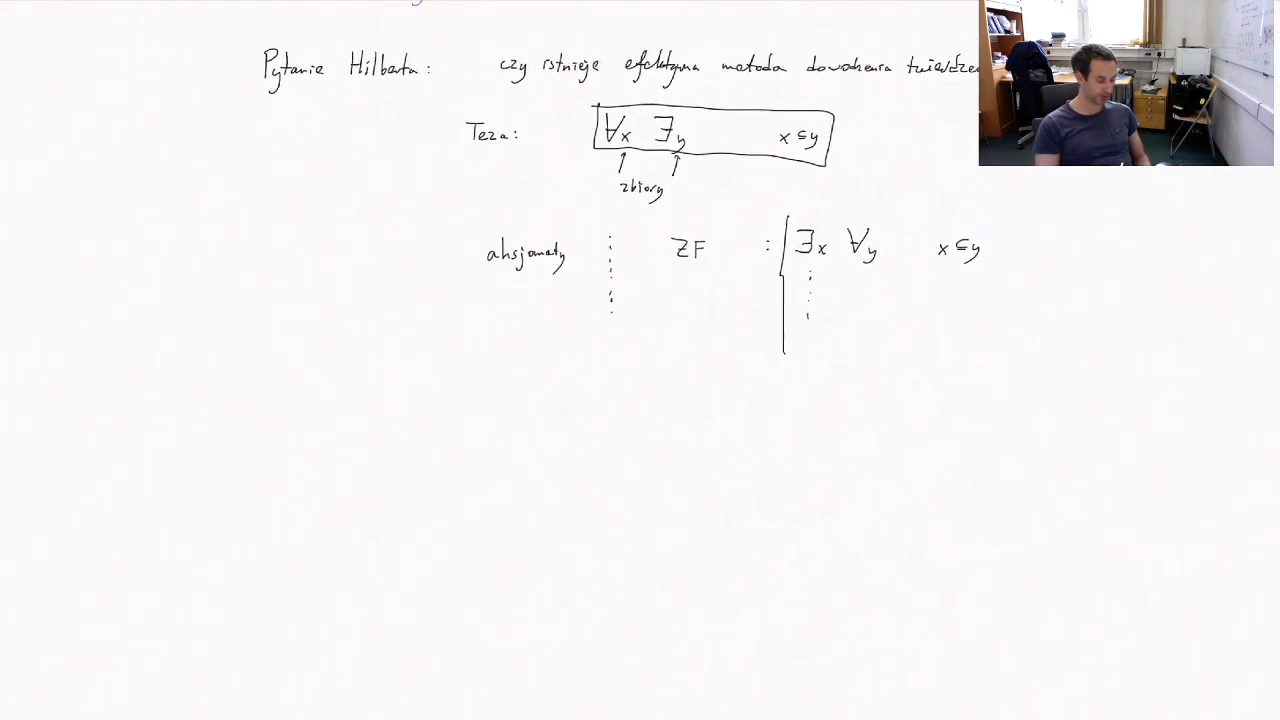 Pytanie Hilberta: czy istnieje efektywna metoda dowodzenia twierdzeń
Teza: ∀x ∃y x ⊆ y
zbiory
aksjomaty ZF : ∃x ∀y x ⊆ y